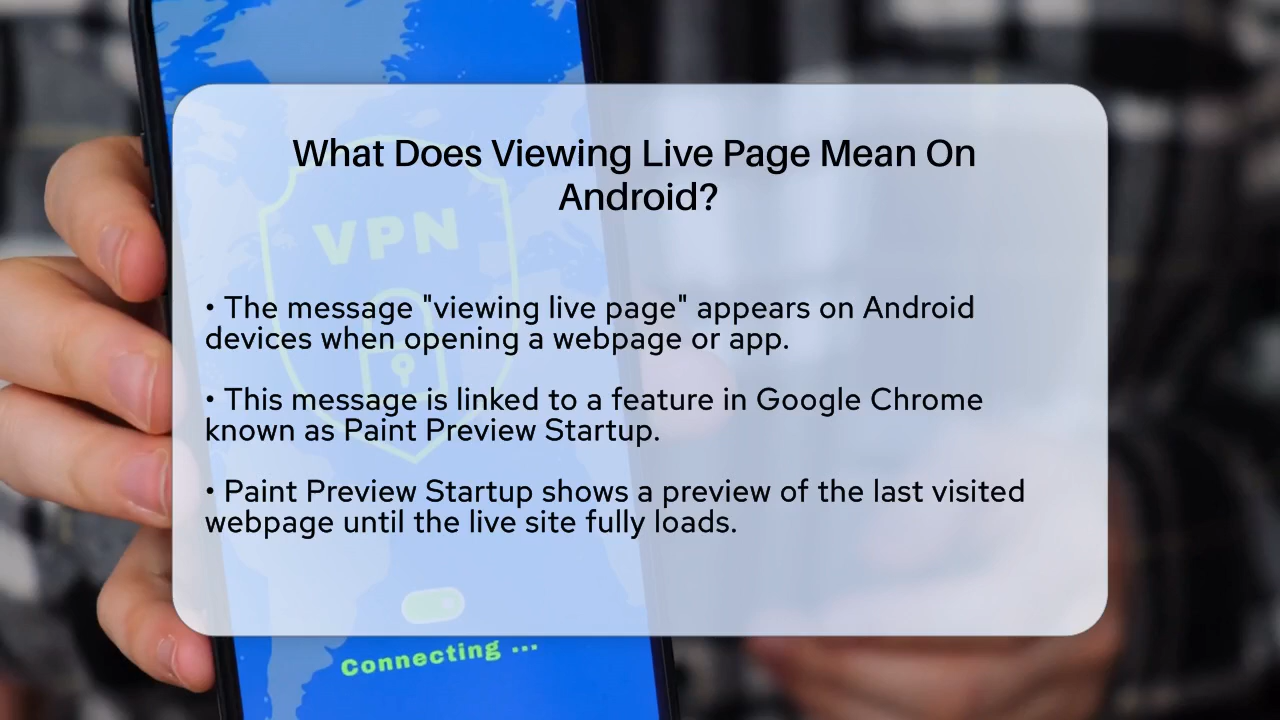 What Does Viewing Live Page Mean On
Android?
VPN
• The message "viewing live page" appears on Android
devices when opening a webpage or app.
• This message is linked to a feature in Google Chrome
known as Paint Preview Startup.
• Paint Preview Startup shows a preview of the last visited
webpage until the live site fully loads.
Connecting ...